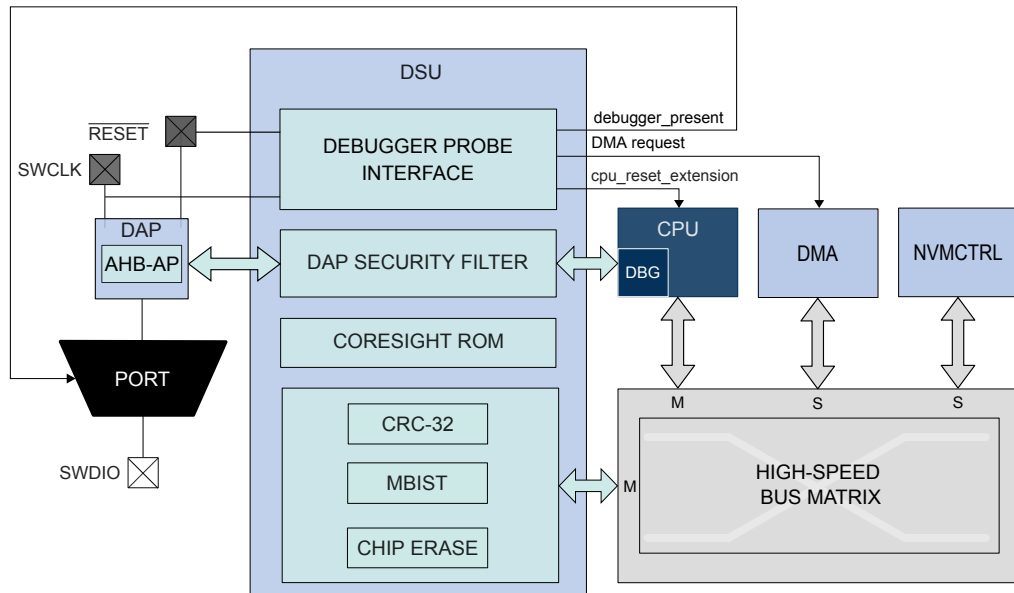 DSU
debugger_present
RESET
DEBUGGER PROBE
INTERFACE
DMA request
SWCLK
cpu_reset_extension
DAP
CPU
AHB-AP
DAP SECURITY FILTER
DBG
DMA
NVMCTRL
CORESIGHT ROM
PORT
M
S
S
CRC-32
SWDIO
MBIST
M
HIGH-SPEED
BUS MATRIX
CHIP ERASE